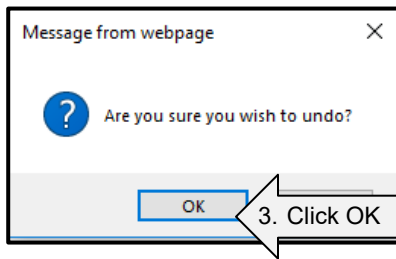 Message from webpage
?
Are you sure you wish to undo?
OK
3. Click OK